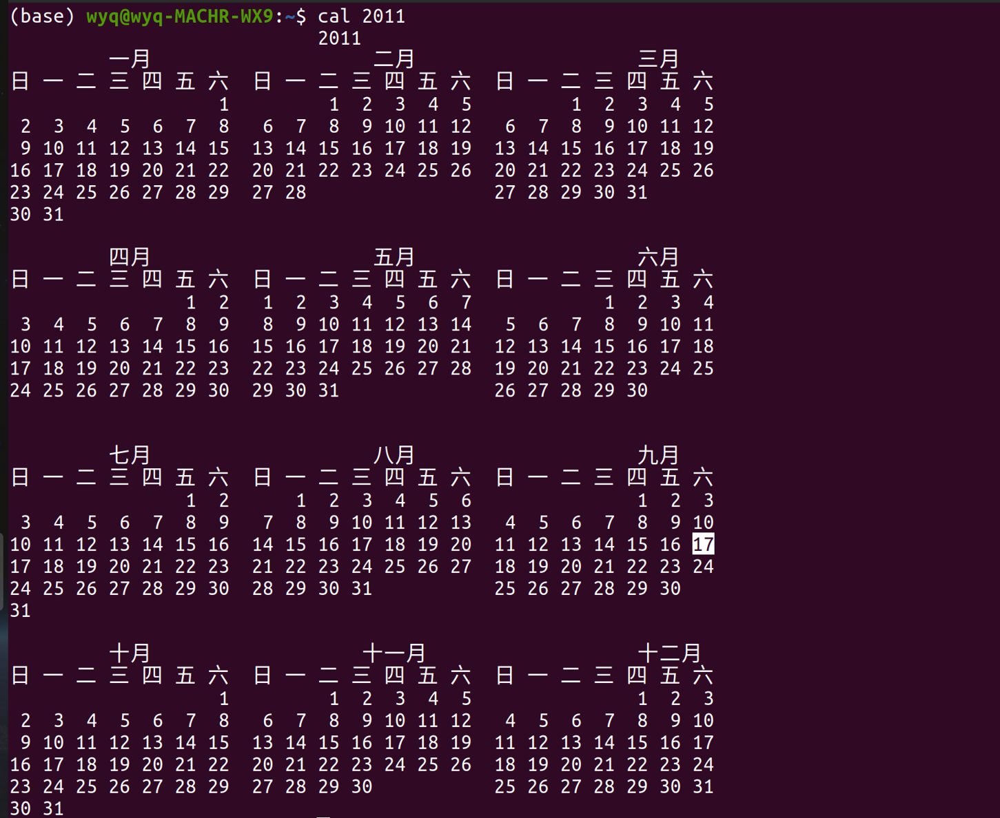 (base) wyq@wyq-MACHR-WX9:~$ cal 2011
                            2011
         一月                    二月                    三月
日 一 二 三 四 五 六  日 一 二 三 四 五 六  日 一 二 三 四 五 六
                   1         1  2  3  4  5         1  2  3  4  5
 2  3  4  5  6  7  8   6  7  8  9 10 11 12   6  7  8  9 10 11 12
 9 10 11 12 13 14 15  13 14 15 16 17 18 19  13 14 15 16 17 18 19
16 17 18 19 20 21 22  20 21 22 23 24 25 26  20 21 22 23 24 25 26
23 24 25 26 27 28 29  27 28                 27 28 29 30 31
30 31
         四月                    五月                    六月
日 一 二 三 四 五 六  日 一 二 三 四 五 六  日 一 二 三 四 五 六
                1  2   1  2  3  4  5  6  7            1  2  3  4
 3  4  5  6  7  8  9   8  9 10 11 12 13 14   5  6  7  8  9 10 11
10 11 12 13 14 15 16  15 16 17 18 19 20 21  12 13 14 15 16 17 18
17 18 19 20 21 22 23  22 23 24 25 26 27 28  19 20 21 22 23 24 25
24 25 26 27 28 29 30  29 30 31              26 27 28 29 30
         七月                    八月                    九月
日 一 二 三 四 五 六  日 一 二 三 四 五 六  日 一 二 三 四 五 六
                1  2      1  2  3  4  5  6               1  2  3
 3  4  5  6  7  8  9   7  8  9 10 11 12 13   4  5  6  7  8  9 10
10 11 12 13 14 15 16  14 15 16 17 18 19 20  11 12 13 14 15 16 17
17 18 19 20 21 22 23  21 22 23 24 25 26 27  18 19 20 21 22 23 24
24 25 26 27 28 29 30  28 29 30 31           25 26 27 28 29 30
31
         十月                   十一月                   十二月
日 一 二 三 四 五 六  日 一 二 三 四 五 六  日 一 二 三 四 五 六
                   1         1  2  3  4  5               1  2  3
 2  3  4  5  6  7  8   6  7  8  9 10 11 12   4  5  6  7  8  9 10
 9 10 11 12 13 14 15  13 14 15 16 17 18 19  11 12 13 14 15 16 17
16 17 18 19 20 21 22  20 21 22 23 24 25 26  18 19 20 21 22 23 24
23 24 25 26 27 28 29  27 28 29 30           25 26 27 28 29 30 31
30 31